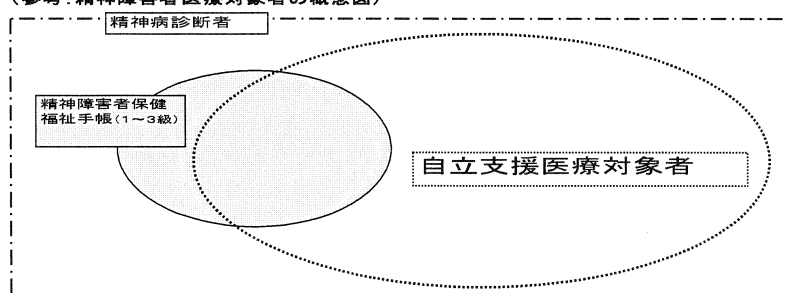 (参考：精神障害者医療対象者の概念図)
精神病診断者
精神障害者保健
福祉手帳(1～3級)
自立支援医療対象者